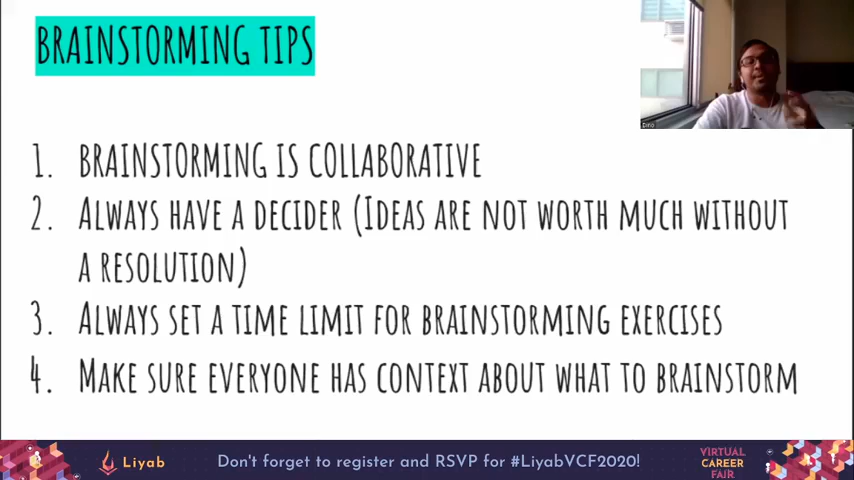 BRAINSTORMING TIPS
1. BRAINSTORMING IS COLLABORATIVE
2. ALWAYS HAVE A DECIDER (IDEAS ARE NOT WORTH MUCH WITHOUT
A RESOLUTION)
3. ALWAYS SET A TIME LIMIT FOR BRAINSTORMING EXERCISES
4. MAKE SURE EVERYONE HAS CONTEXT ABOUT WHAT TO BRAINSTORM
Dino
Liyab
Don't forget to register and RSVP for #LiyabVCF2020!
VIRTUAL
CAREER
FAIR